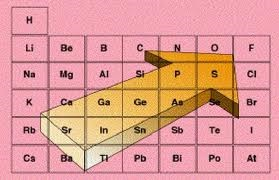 H
Li Be B C N O F
Na Mg Al Si P S Cl
K Ca Ga Ge As Se Br
Rb Sr In Sn Sb Te I
Cs Ba Tl Pb Bi Po At